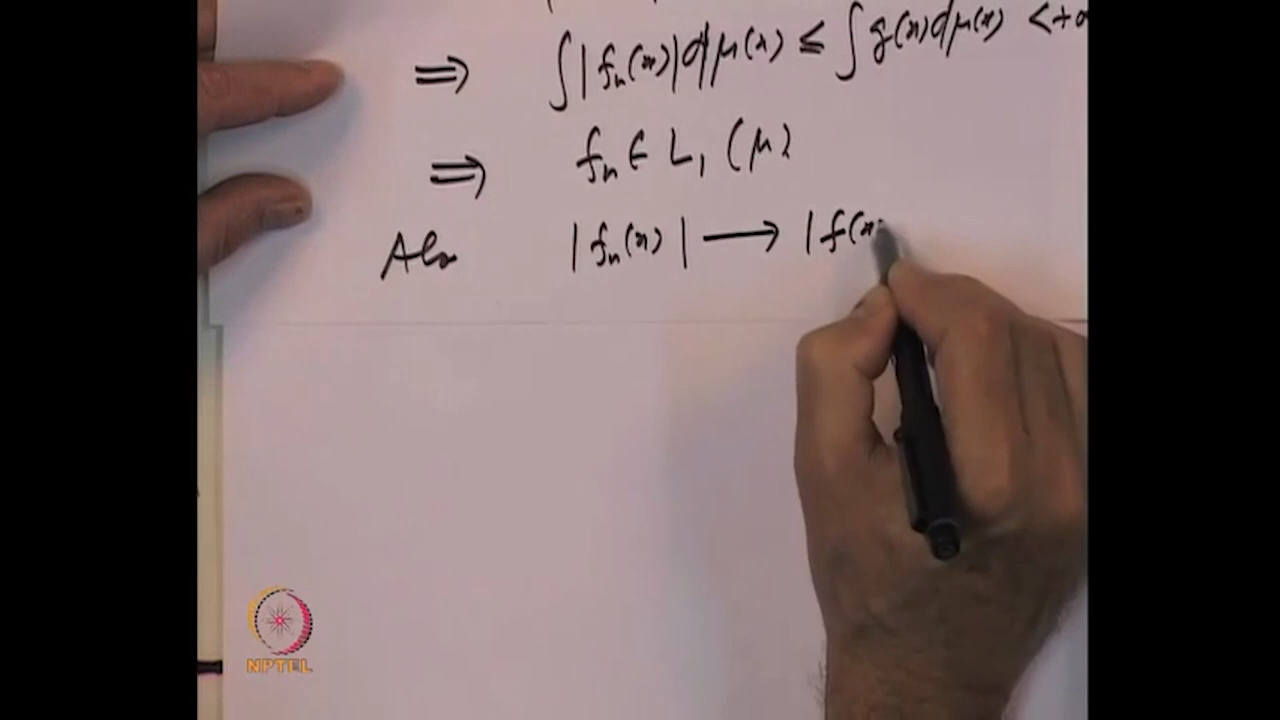 ⇒ ∫|fₙ(x)|dμ(x) ≤ ∫g(x)dμ(x) < +∞
⇒ fₙ ∈ L₁(μ)
Also |fₙ(x)| → |f(x)
NPTEL